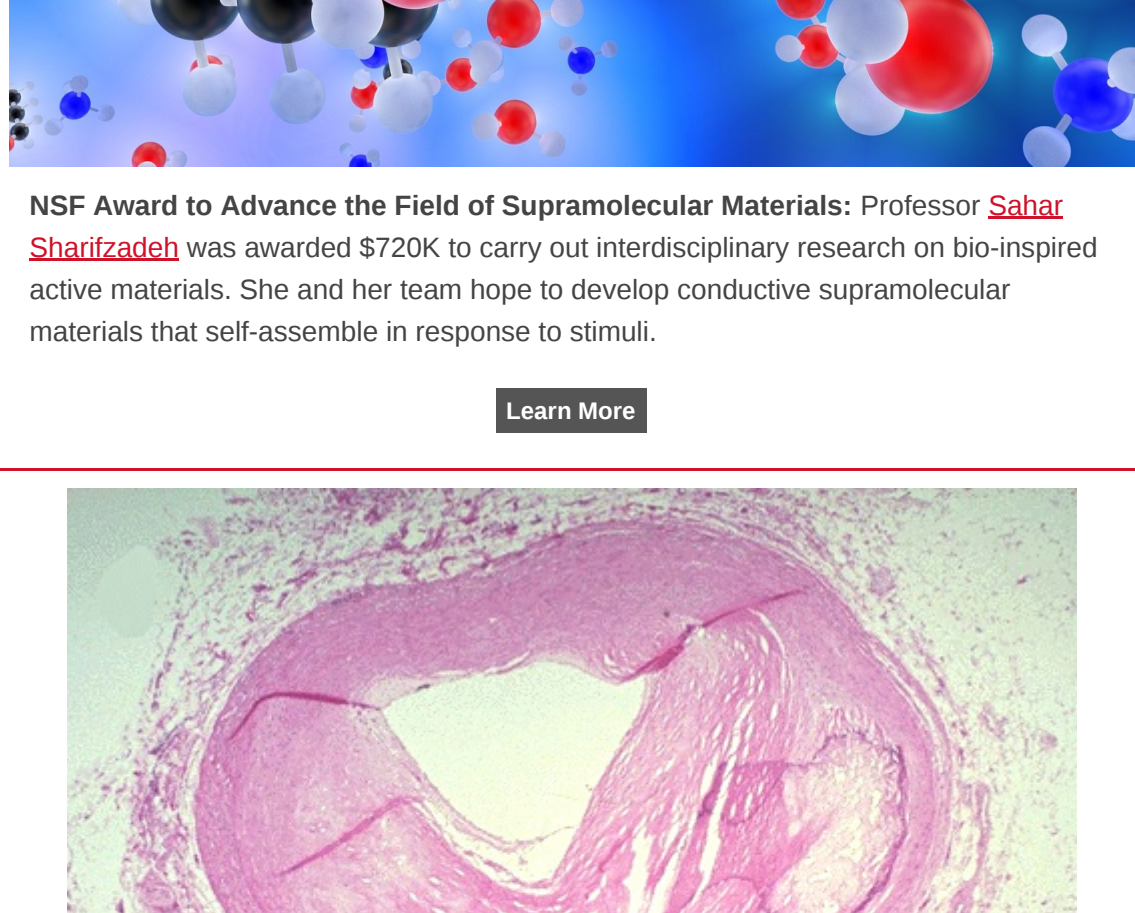 NSF Award to Advance the Field of Supramolecular Materials: Professor Sahar
Sharifzadeh was awarded $720K to carry out interdisciplinary research on bio-inspired
active materials. She and her team hope to develop conductive supramolecular
materials that self-assemble in response to stimuli.
Learn More